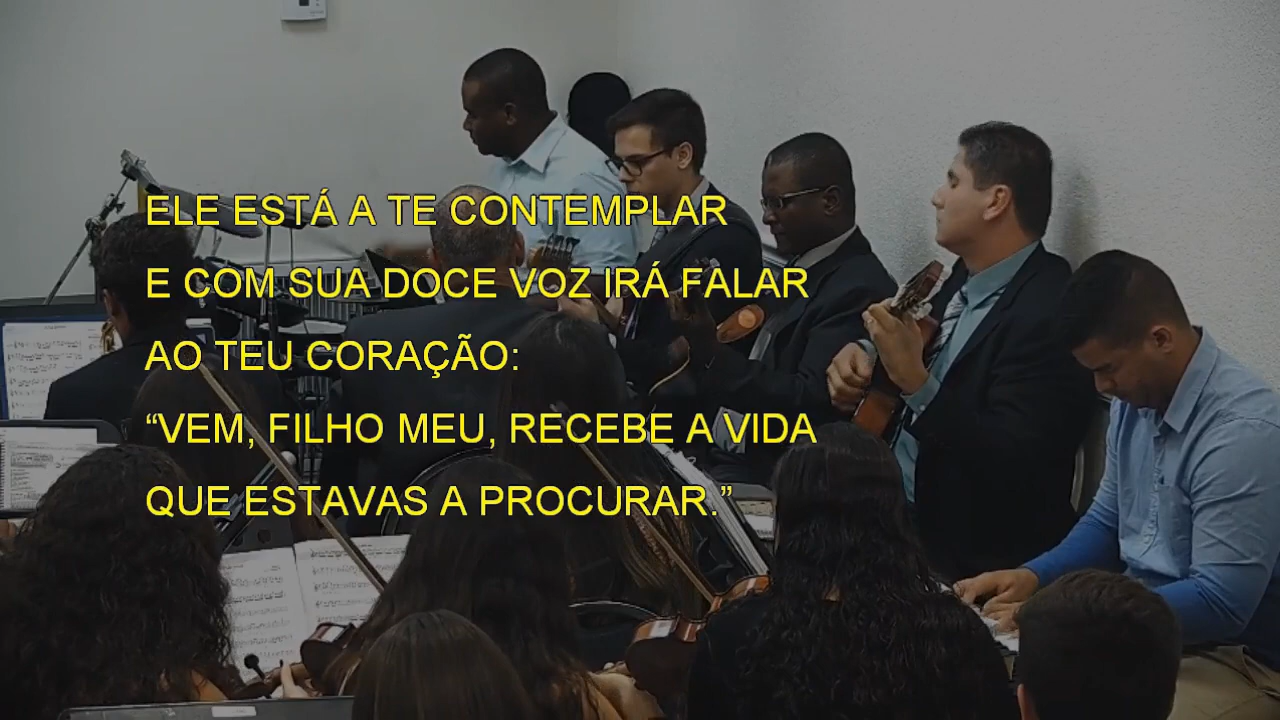 ELE ESTÁ A TE CONTEMPLAR
E COM SUA DOCE VOZ IRÁ FALAR
AO TEU CORAÇÃO:
“VEM, FILHO MEU, RECEBE A VIDA
QUE ESTAVAS A PROCURAR.”